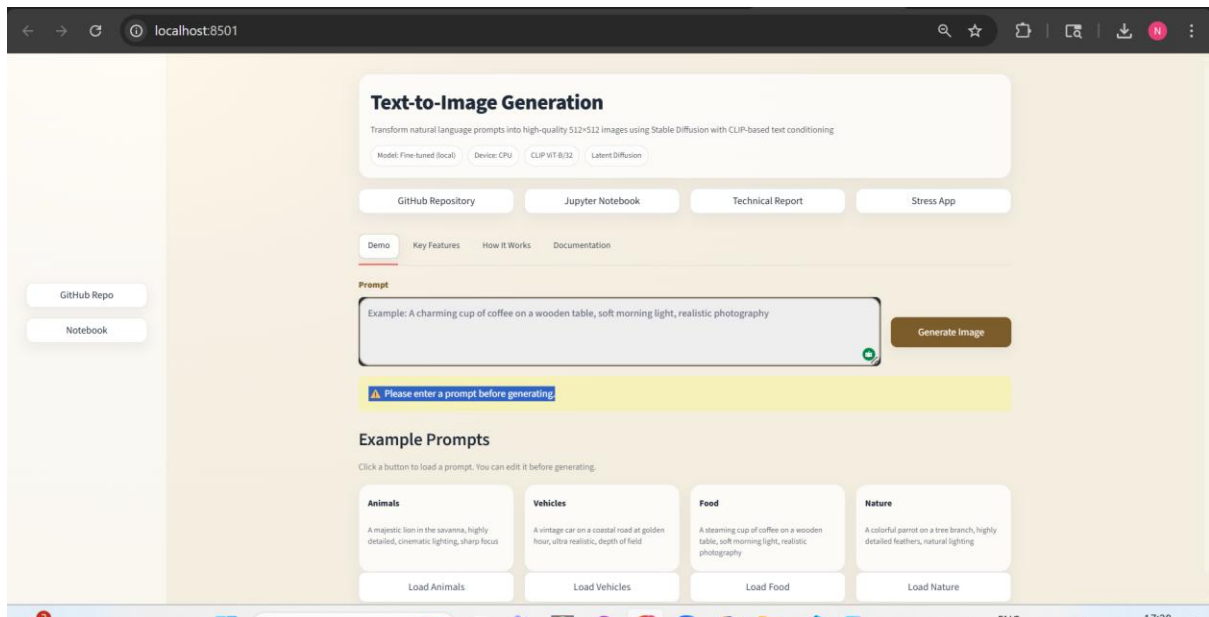 localhost:8501
N
Text-to-Image Generation
Transform natural language prompts into high-quality 512×512 images using Stable Diffusion with CLIP-based text conditioning
Model: Fine-tuned (local) Device: CPU CLIP ViT-B/32 Latent Diffusion
GitHub Repository Jupyter Notebook Technical Report Stress App
Demo Key Features How It Works Documentation
GitHub Repo
Notebook
Prompt
Example: A charming cup of coffee on a wooden table, soft morning light, realistic photography
Generate Image
Please enter a prompt before generating.
Example Prompts
Click a button to load a prompt. You can edit it before generating.
Animals
A majestic lion in the savanna, highly
detailed, cinematic lighting, sharp focus
Load Animals
Vehicles
A vintage car on a coastal road at golden
hour, ultra realistic, depth of field
Load Vehicles
Food
A steaming cup of coffee on a wooden
table, soft morning light, realistic
photography
Load Food
Nature
A colorful parrot on a tree branch, highly
detailed feathers, natural lighting
Load Nature